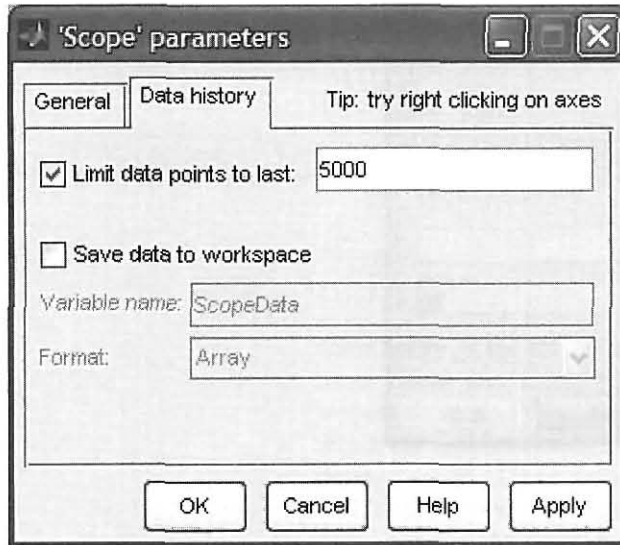 'Scope' parameters
General Data history Tip: try right clicking on axes
Limit data points to last: 5000
Save data to workspace
Variable name: ScopeData
Format: Array
OK Cancel Help Apply